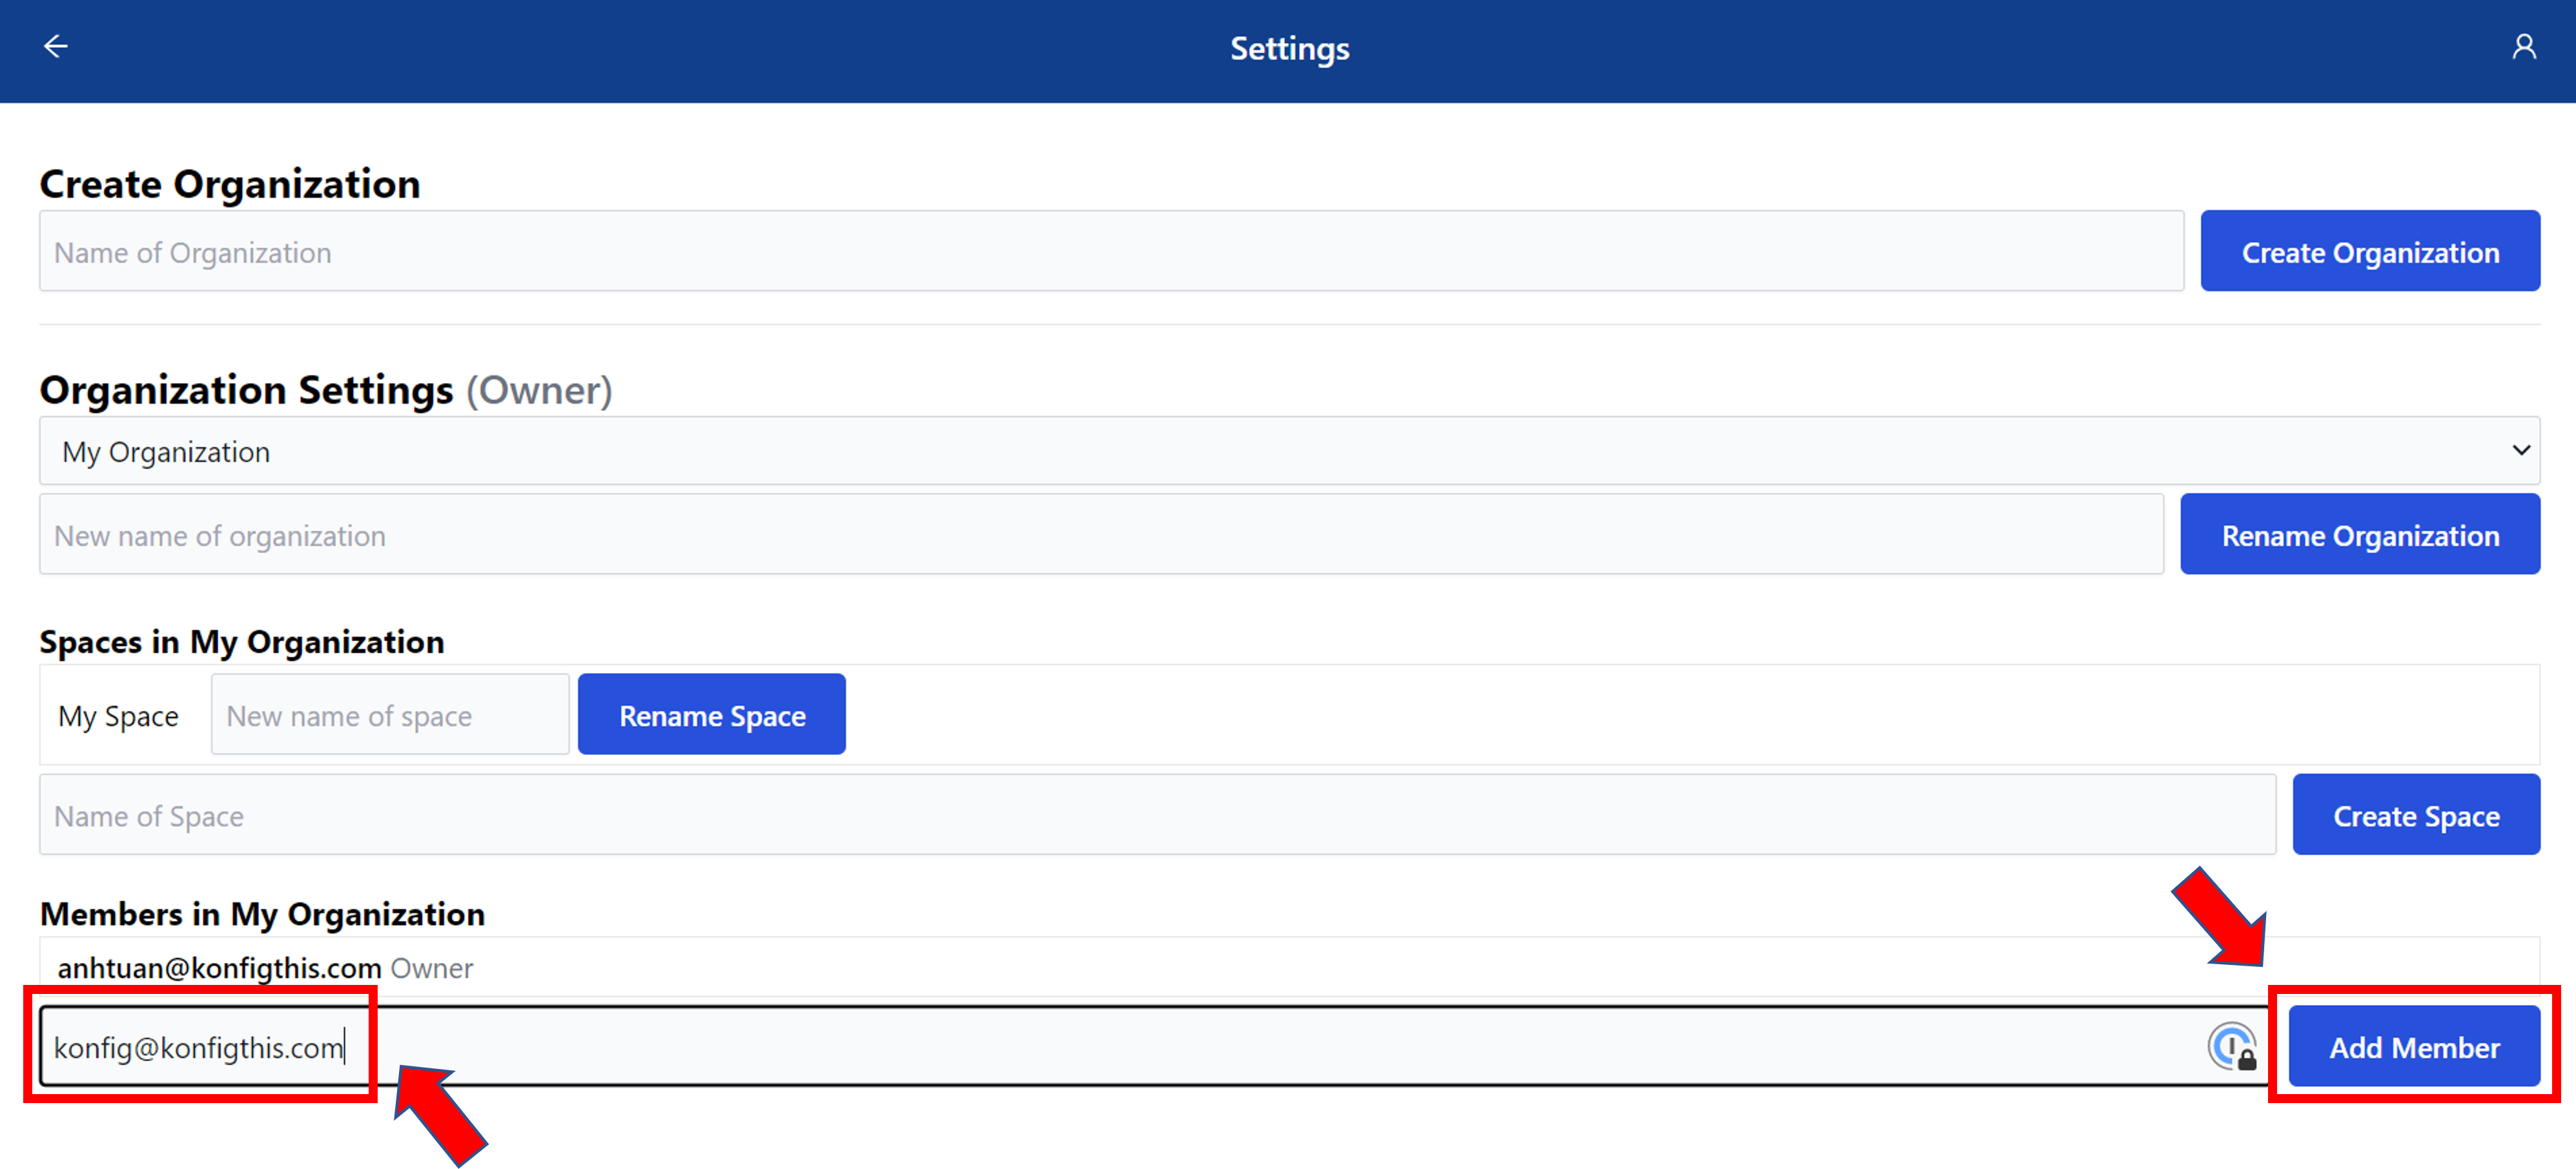 Settings
Create Organization
Name of Organization
Create Organization
Organization Settings (Owner)
My Organization
New name of organization
Rename Organization
Spaces in My Organization
My Space
New name of space
Rename Space
Name of Space
Create Space
Members in My Organization
anhtuan@konfigthis.com Owner
konfig@konfigthis.com
Add Member